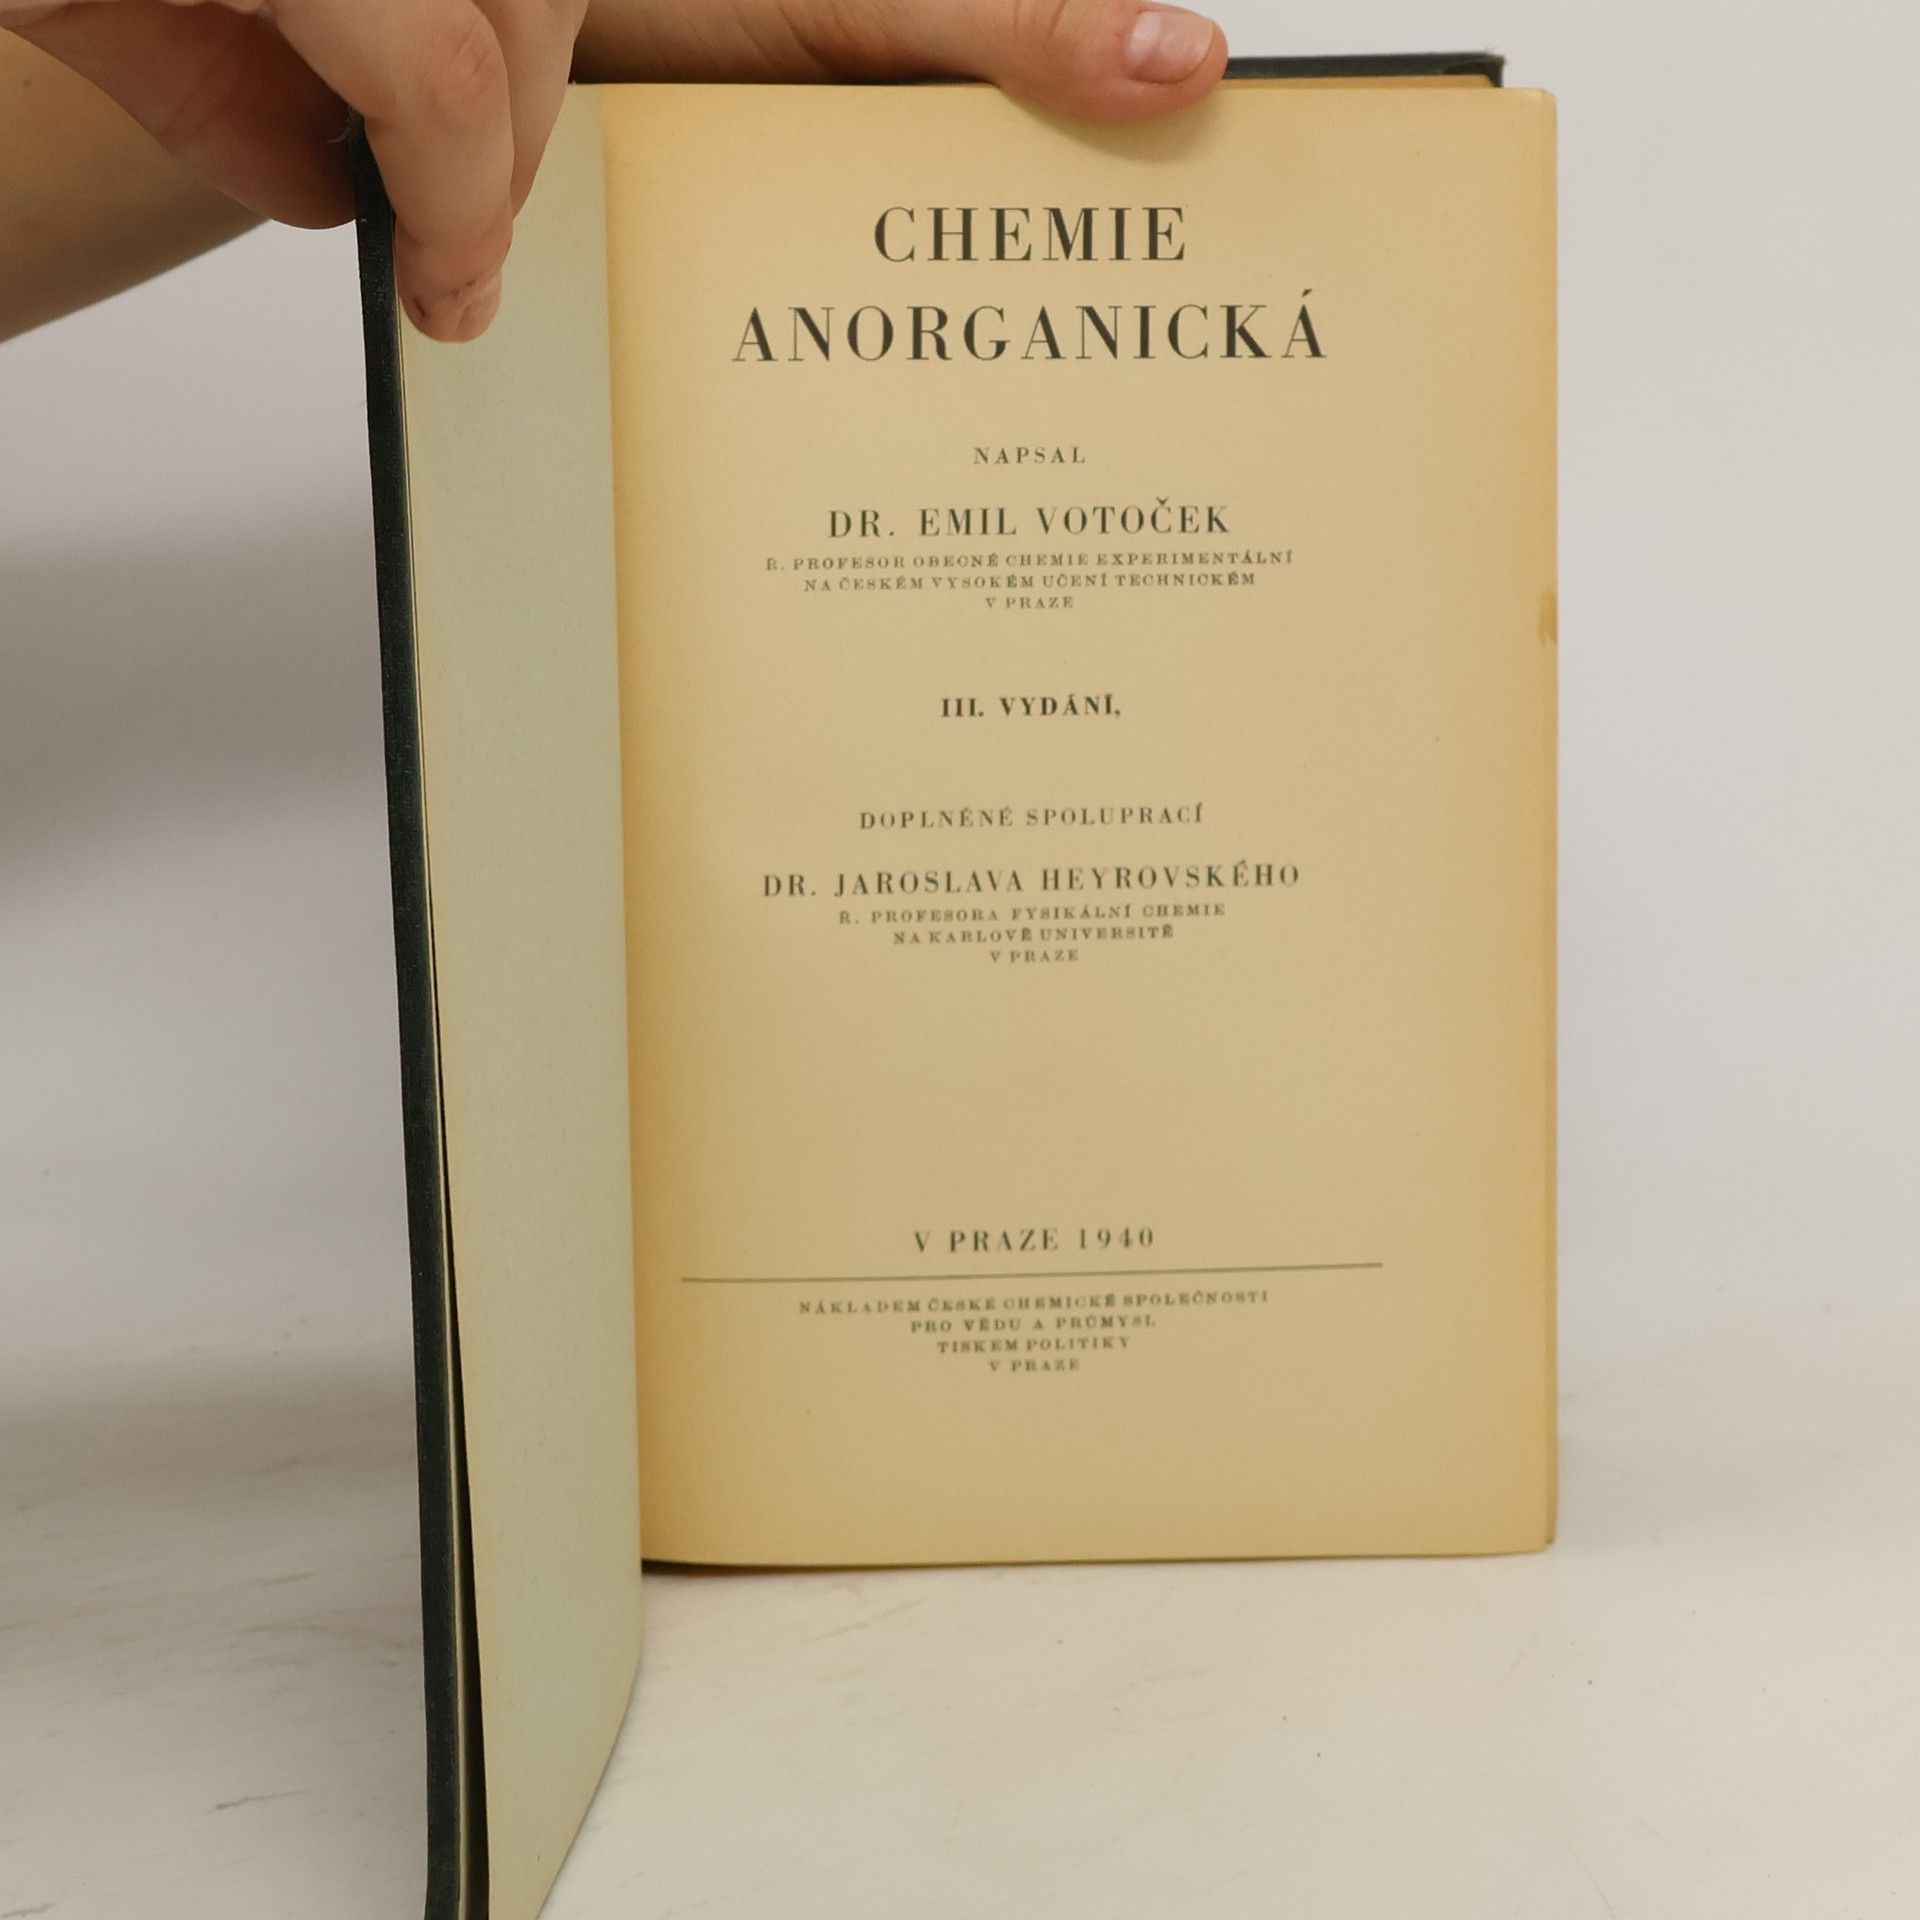 CHEMIE
ANORGANICKÁ
NAPSAL
DR. EMIL VOTOČEK
Ř. PROFESOR OBECNÉ CHEMIE EXPERIMENTÁLNÍ
NA ČESKÉM VYSOKÉM UČENÍ TECHNICKÉM
V PRAZE
III. VYDÁNÍ,
DOPLNĚNÉ SPOLUPRACÍ
DR. JAROSLAVA HEYROVSKÉHO
Ř. PROFESORA FYSIKÁLNÍ CHEMIE
NA KARLOVĚ UNIVERSITĚ
V PRAZE
V PRAZE 1940
NÁKLADEM ČESKÉ CHEMICKÉ SPOLEČNOSTI
PRO VĚDU A PRŮMYSL
TISKEM POLITIKY
V PRAZE